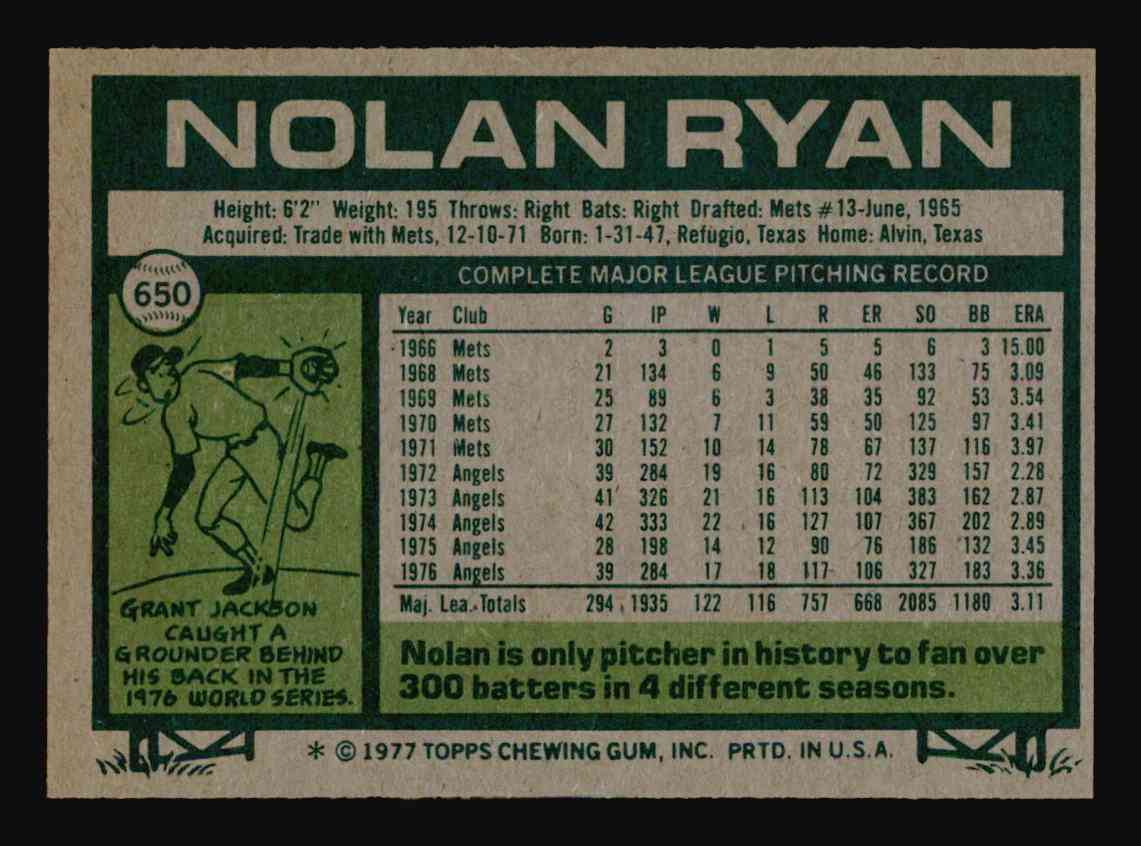 NOLAN RYAN
Height: 6'2" Weight: 195 Throws: Right Bats: Right Drafted: Mets #13-June, 1965
Acquired: Trade with Mets, 12-10-71 Born: 1-31-47, Refugio, Texas Home: Alvin, Texas
650
COMPLETE MAJOR LEAGUE PITCHING RECORD
Year Club G IP W L R ER SO BB ERA
1966 Mets 2 3 0 1 5 5 6 3 15.00
1968 Mets 21 134 6 9 50 46 133 75 3.09
1969 Mets 25 89 6 3 38 35 92 53 3.54
1970 Mets 27 132 7 11 59 50 125 97 3.41
1971 Mets 30 152 10 14 78 67 137 116 3.97
1972 Angels 39 284 19 16 80 72 329 157 2.28
1973 Angels 41 326 21 16 113 104 383 162 2.87
1974 Angels 42 333 22 16 127 107 367 202 2.89
1975 Angels 28 198 14 12 90 76 186 132 3.45
1976 Angels 39 284 17 18 117 106 327 183 3.36
Maj. Lea. Totals 294 1935 122 116 757 668 2085 1180 3.11
GRANT JACKSON
CAUGHT A
GROUNDER BEHIND
HIS BACK IN THE
1976 WORLD SERIES.
Nolan is only pitcher in history to fan over
300 batters in 4 different seasons.
* © 1977 TOPPS CHEWING GUM, INC. PRTD. IN U.S.A.